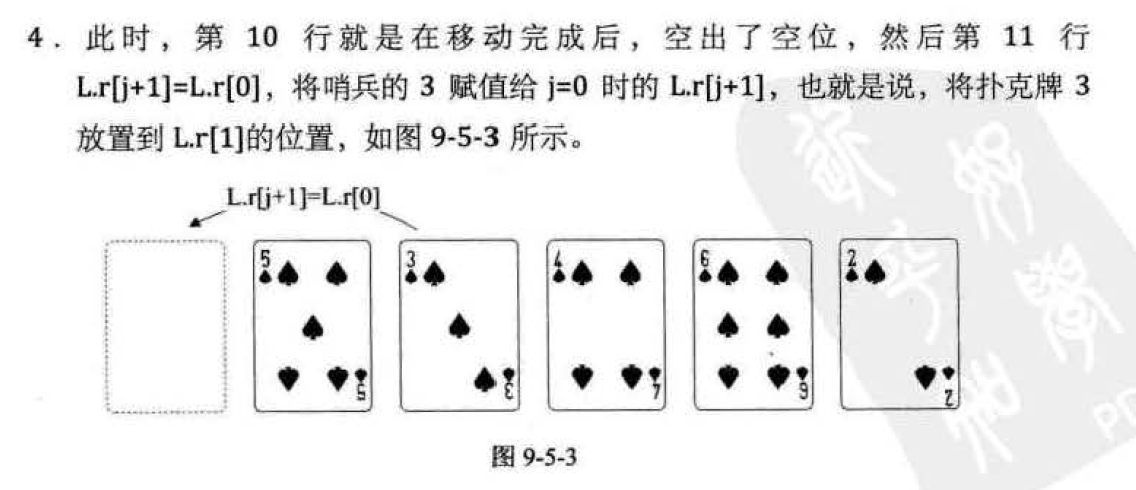 4．此时，第 10 行就是在移动完成后，空出了空位，然后第 11 行
L.r[j+1]=L.r[0]，将哨兵的 3 赋值给 j=0 时的 L.r[j+1]，也就是说，将扑克牌 3
放置到 L.r[1]的位置，如图 9-5-3 所示。
L.r[j+1]=L.r[0]
5 3 4 6 2
5 3 4 6 2
图 9-5-3